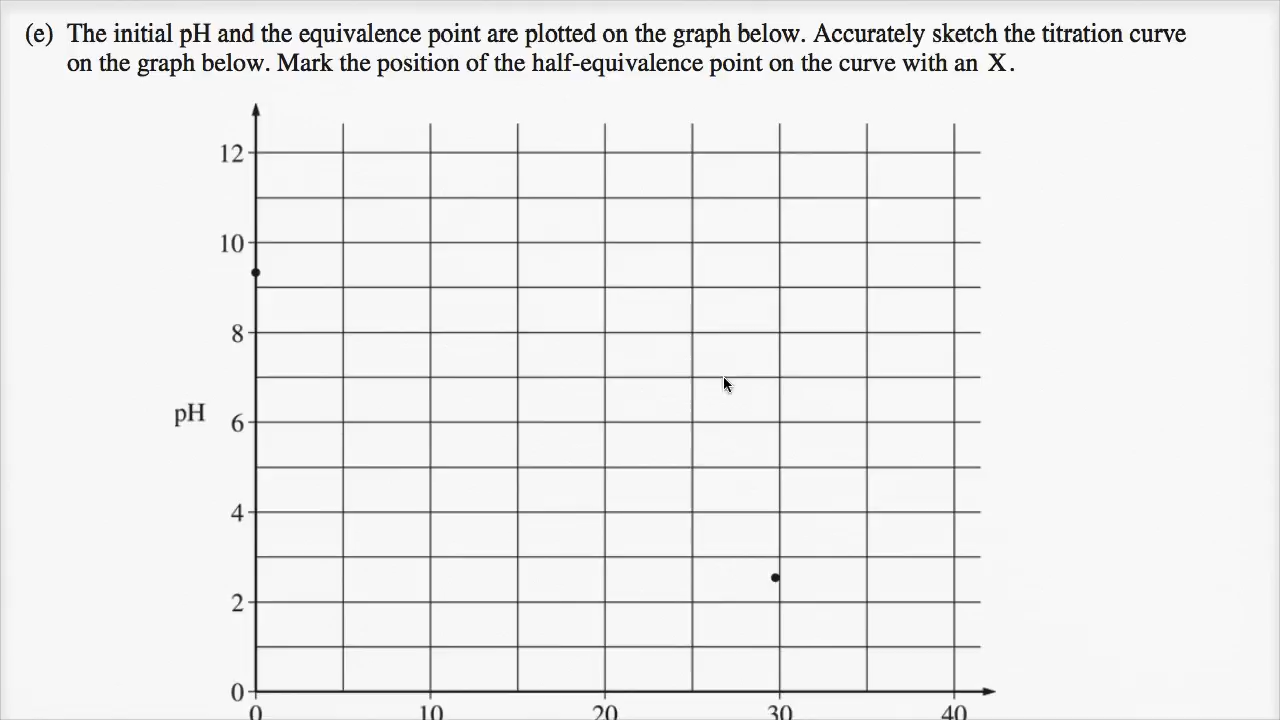 (e) The initial pH and the equivalence point are plotted on the graph below. Accurately sketch the titration curve
on the graph below. Mark the position of the half-equivalence point on the curve with an X.
12
10
8
pH 6
4
2
0
0 10 20 30 40